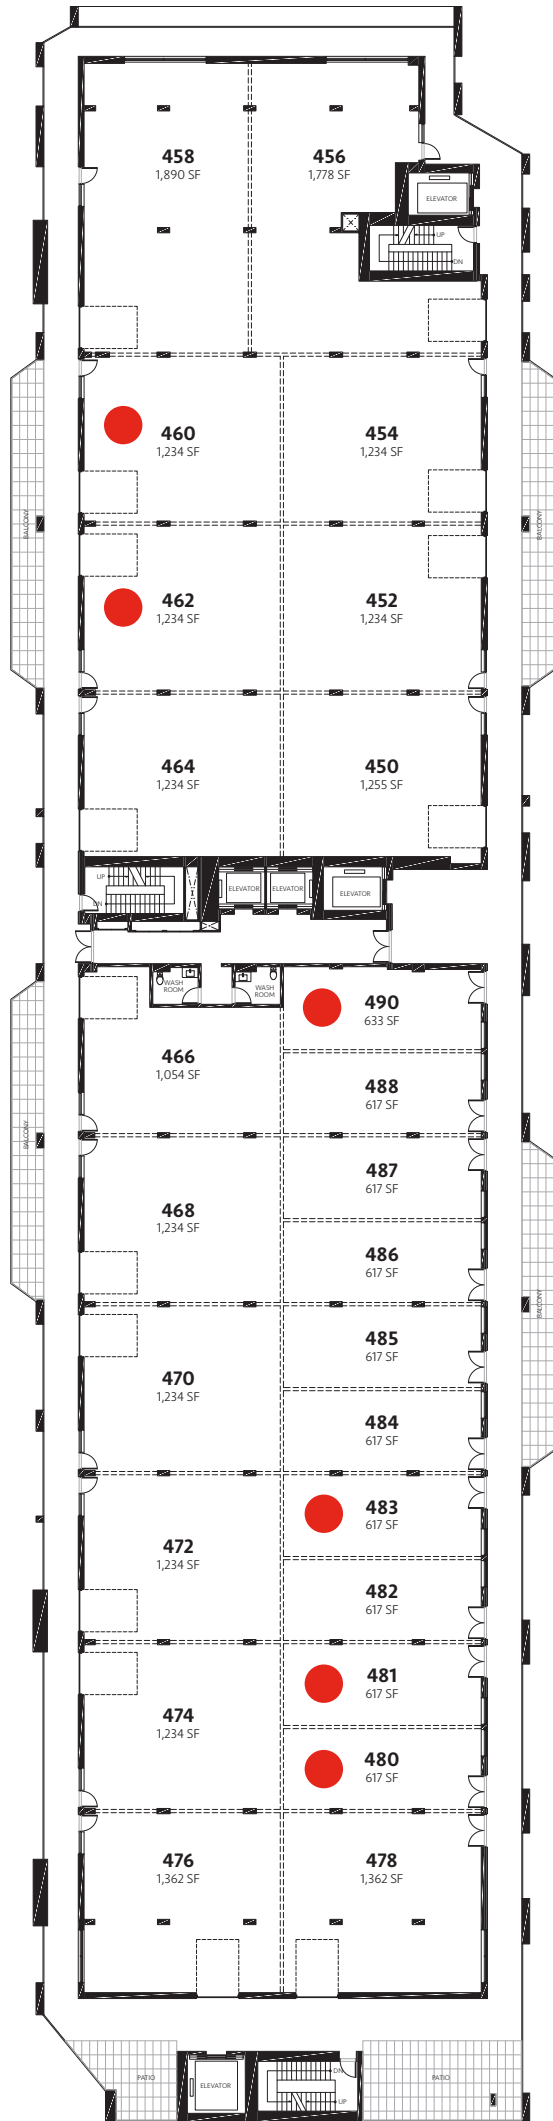 458
1,890 SF
456
1,778 SF
ELEVATOR
UP
DN
460
1,234 SF
454
1,234 SF
BALCONY
BALCONY
462
1,234 SF
452
1,234 SF
464
1,234 SF
450
1,255 SF
UP
DN
ELEVATOR
ELEVATOR
ELEVATOR
WASH
ROOM
WASH
ROOM
490
633 SF
466
1,054 SF
488
617 SF
BALCONY
487
617 SF
468
1,234 SF
486
617 SF
BALCONY
485
617 SF
470
1,234 SF
484
617 SF
483
617 SF
472
1,234 SF
482
617 SF
481
617 SF
474
1,234 SF
480
617 SF
476
1,362 SF
478
1,362 SF
PATIO
ELEVATOR
DN
UP
PATIO